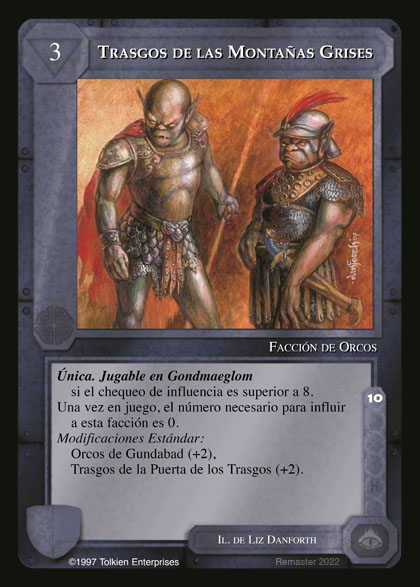 3
Trasgos de las Montañas Grises
Danforth '97
Facción de Orcos
Única. Jugable en Gondmaeglom
si el chequeo de influencia es superior a 8.
Una vez en juego, el número necesario para influir
a esta facción es 0.
Modificaciones Estándar:
Orcos de Gundabad (+2),
Trasgos de la Puerta de los Trasgos (+2).
10
H
Il. de Liz Danforth
©1997 Tolkien Enterprises
Remaster 2022